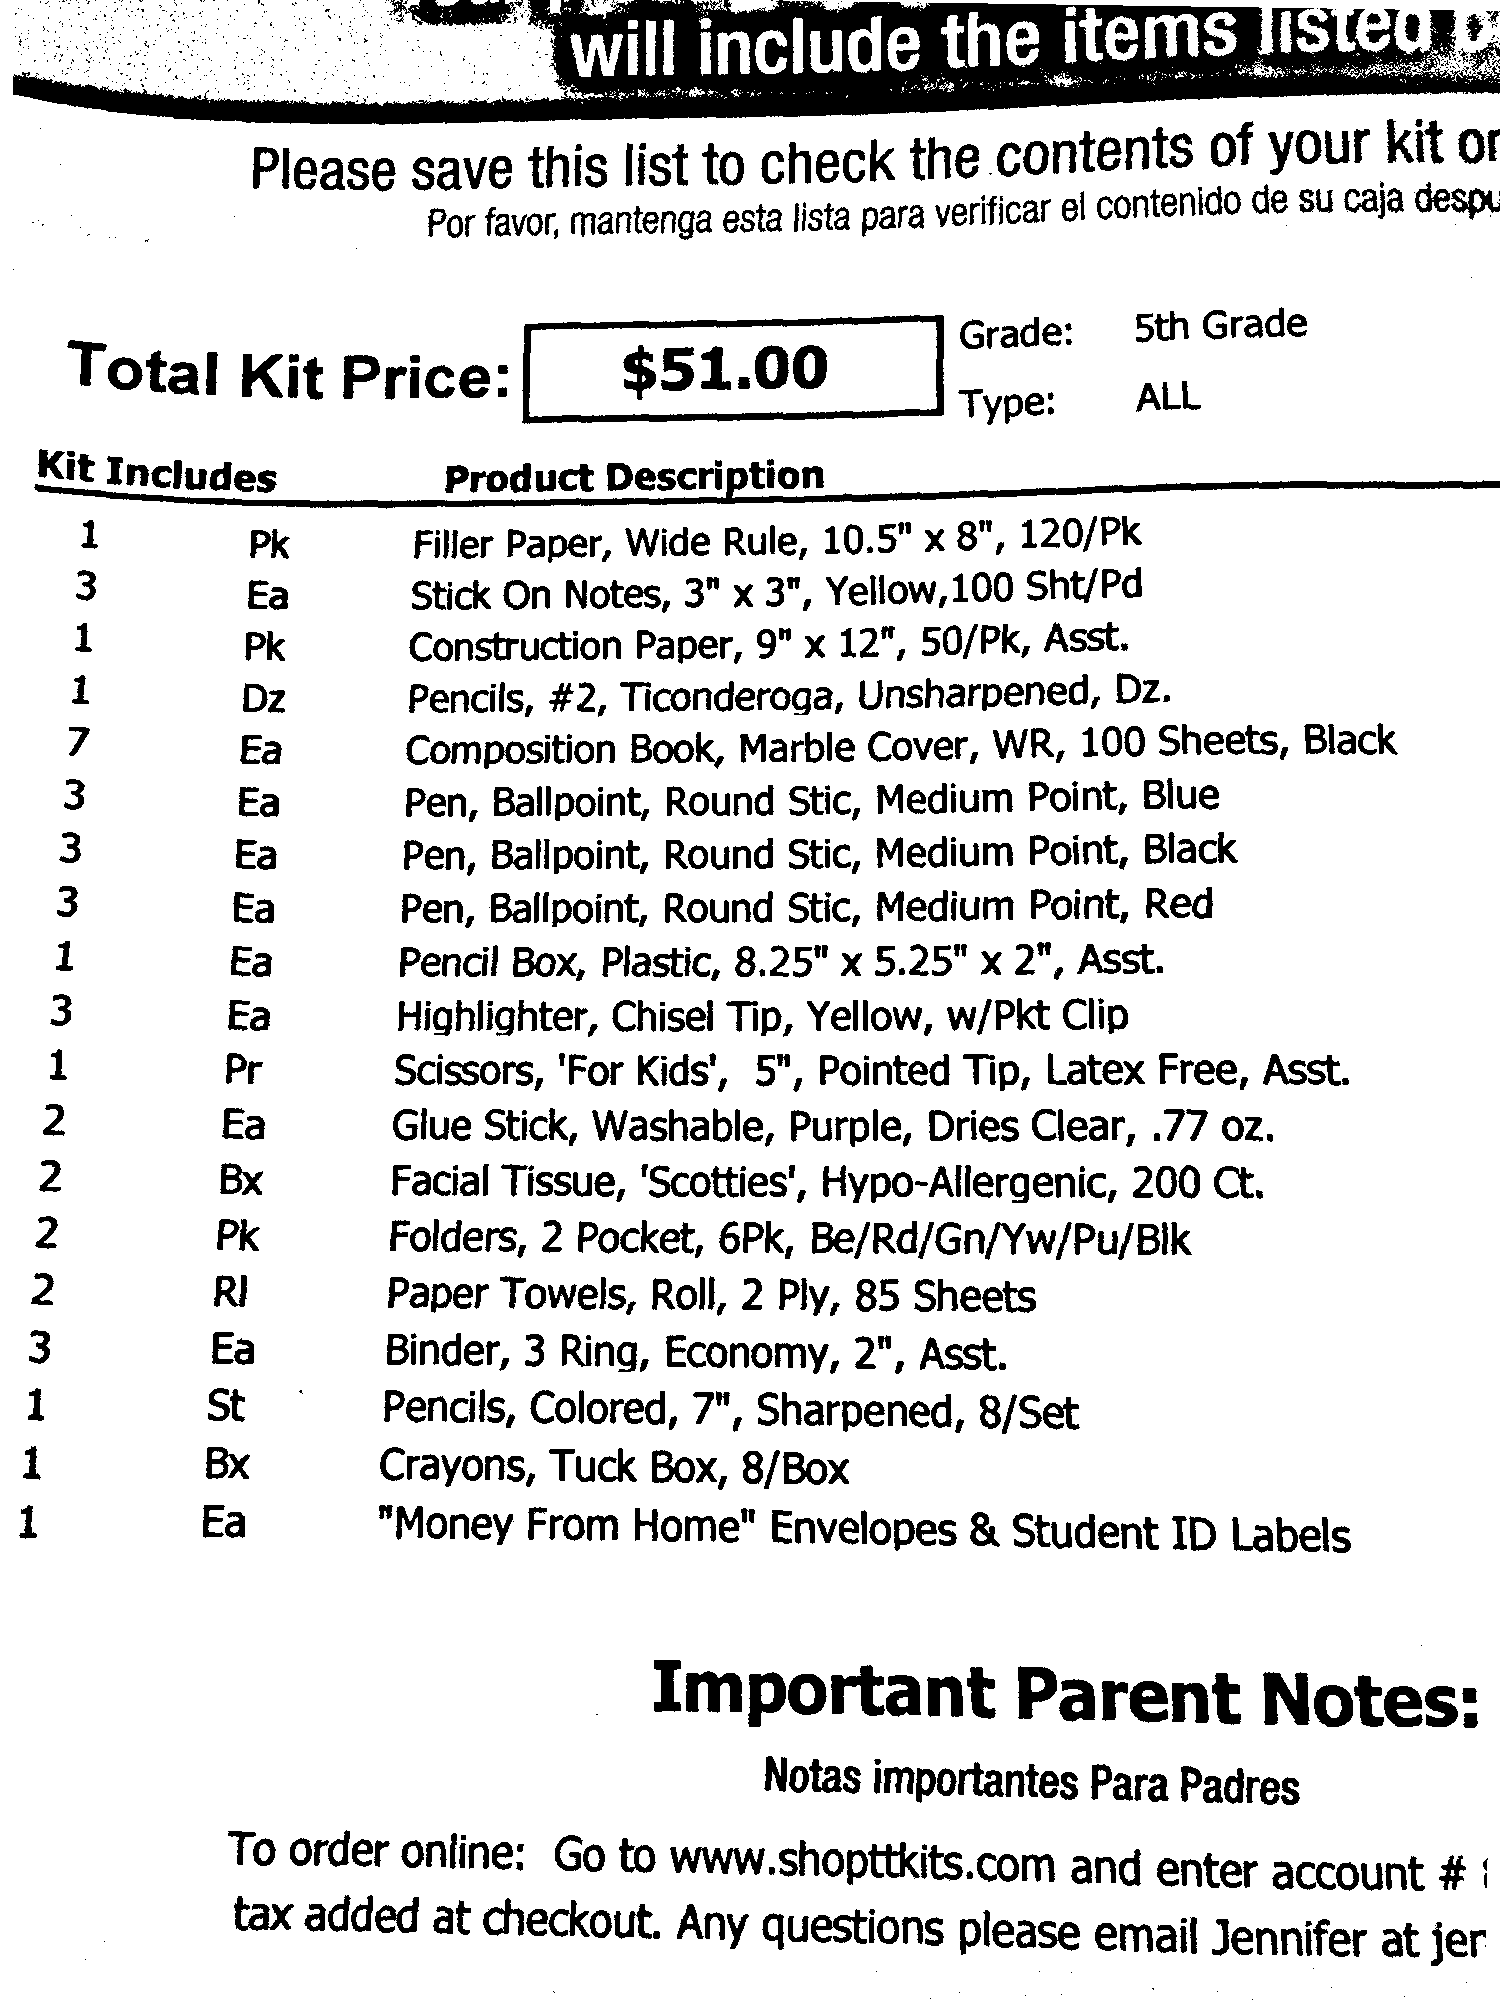 will include the items listed
Please save this list to check the contents of your kit or
Por favor, mantenga esta lista para verificar el contenido de su caja despu
Total Kit Price: $51.00
Grade: 5th Grade
Type: ALL
Kit Includes Product Description
1 Pk Filler Paper, Wide Rule, 10.5" x 8", 120/Pk
3 Ea Stick On Notes, 3" x 3", Yellow,100 Sht/Pd
1 Pk Construction Paper, 9" x 12", 50/Pk, Asst.
1 Dz Pencils, #2, Ticonderoga, Unsharpened, Dz.
7 Ea Composition Book, Marble Cover, WR, 100 Sheets, Black
3 Ea Pen, Ballpoint, Round Stic, Medium Point, Blue
3 Ea Pen, Ballpoint, Round Stic, Medium Point, Black
3 Ea Pen, Ballpoint, Round Stic, Medium Point, Red
1 Ea Pencil Box, Plastic, 8.25" x 5.25" x 2", Asst.
3 Ea Highlighter, Chisel Tip, Yellow, w/Pkt Clip
1 Pr Scissors, 'For Kids', 5", Pointed Tip, Latex Free, Asst.
2 Ea Glue Stick, Washable, Purple, Dries Clear, .77 oz.
2 Bx Facial Tissue, 'Scotties', Hypo-Allergenic, 200 Ct.
2 Pk Folders, 2 Pocket, 6Pk, Be/Rd/Gn/Yw/Pu/Blk
2 Rl Paper Towels, Roll, 2 Ply, 85 Sheets
3 Ea Binder, 3 Ring, Economy, 2", Asst.
1 St Pencils, Colored, 7", Sharpened, 8/Set
1 Bx Crayons, Tuck Box, 8/Box
1 Ea "Money From Home" Envelopes & Student ID Labels
Important Parent Notes:
Notas importantes Para Padres
To order online: Go to www.shopttkits.com and enter account #
tax added at checkout. Any questions please email Jennifer at jer